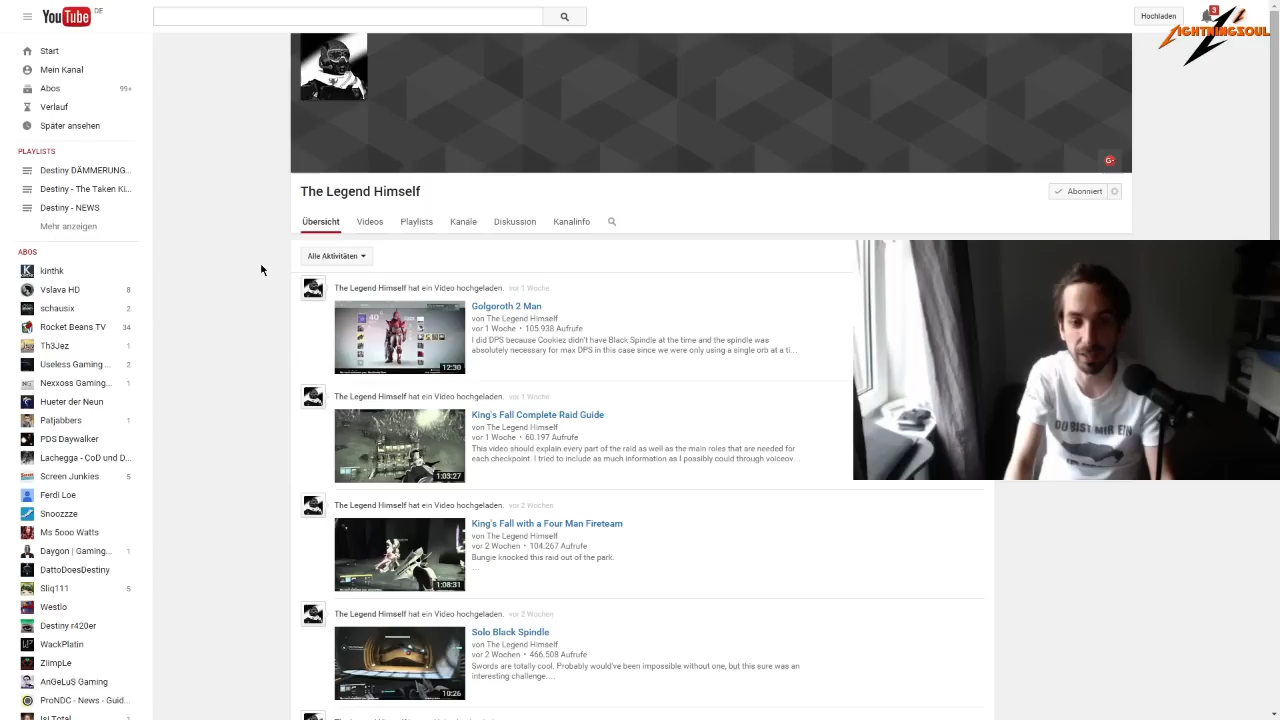 YouTube DE
Hochladen
3
LIGHTNINGSOUL
Start
Mein Kanal
Abos 99+
Verlauf
Später ansehen
PLAYLISTS
Destiny DÄMMERUNG...
Destiny - The Taken Ki...
Destiny - NEWS
Mehr anzeigen
ABOS
kinthk
Vslava HD 8
schausix 2
Rocket Beans TV 34
Th3Jez 1
Useless Gaming ... 2
Nexxoss Gaming... 3
Hueter der Neun
Patjabbers 1
PDS Daywalker
Lachegga - CoD und D...
Screen Junkies 5
Ferdi Loe
Snoozzze
Ms 5ooo Watts
Daygon | Gaming... 1
DattoDoesDestiny
Sliq111 5
Westlo
Destiny r420er
WackPlatin
ZiimpLe
AnGeLuS Gaming
ProNDC - News - Guid...
The Legend Himself
Abonniert
Übersicht Videos Playlists Kanäle Diskussion Kanalinfo
Alle Aktivitäten
The Legend Himself hat ein Video hochgeladen. vor 1 Woche
Golgoroth 2 Man
von The Legend Himself
vor 1 Woche • 105.938 Aufrufe
I did DPS because Cookiez didn't have Black Spindle at the time and the spindle was
absolutely necessary for max DPS in this case since we were only using a single orb at a ti...
12:30
The Legend Himself hat ein Video hochgeladen. vor 1 Woche
King's Fall Complete Raid Guide
von The Legend Himself
vor 1 Woche • 60.197 Aufrufe
This video should explain every part of the raid as well as the main roles that are needed for
each checkpoint. I tried to include as much information as I possibly could through voiceov...
1:03:27
The Legend Himself hat ein Video hochgeladen. vor 2 Wochen
King's Fall with a Four Man Fireteam
von The Legend Himself
vor 2 Wochen • 104.267 Aufrufe
Bungie knocked this raid out of the park.
...
1:08:31
The Legend Himself hat ein Video hochgeladen. vor 2 Wochen
Solo Black Spindle
von The Legend Himself
vor 2 Wochen • 466.508 Aufrufe
Swords are totally cool. Probably would've been impossible without one, but this sure was an
interesting challenge....
10:26
DU BIST MIR EIN